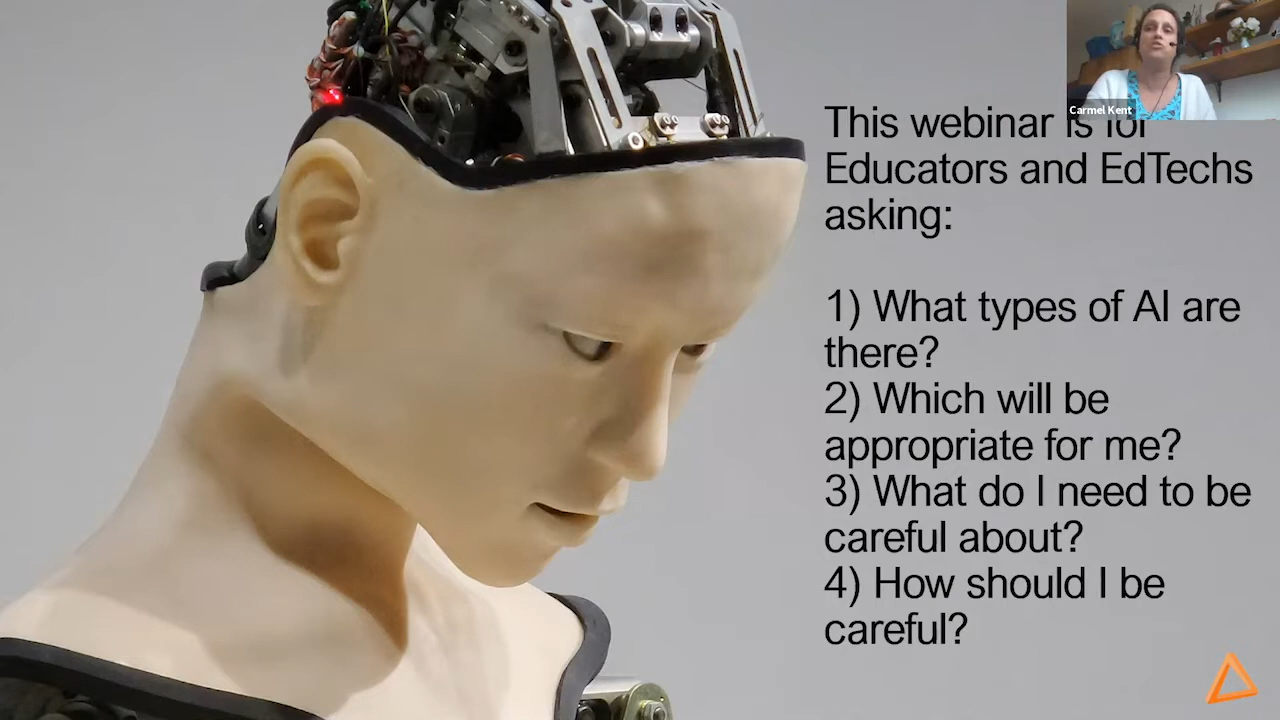 Carmel Kent
This webinar is for
Educators and EdTechs
asking:
1) What types of AI are
there?
2) Which will be
appropriate for me?
3) What do I need to be
careful about?
4) How should I be
careful?